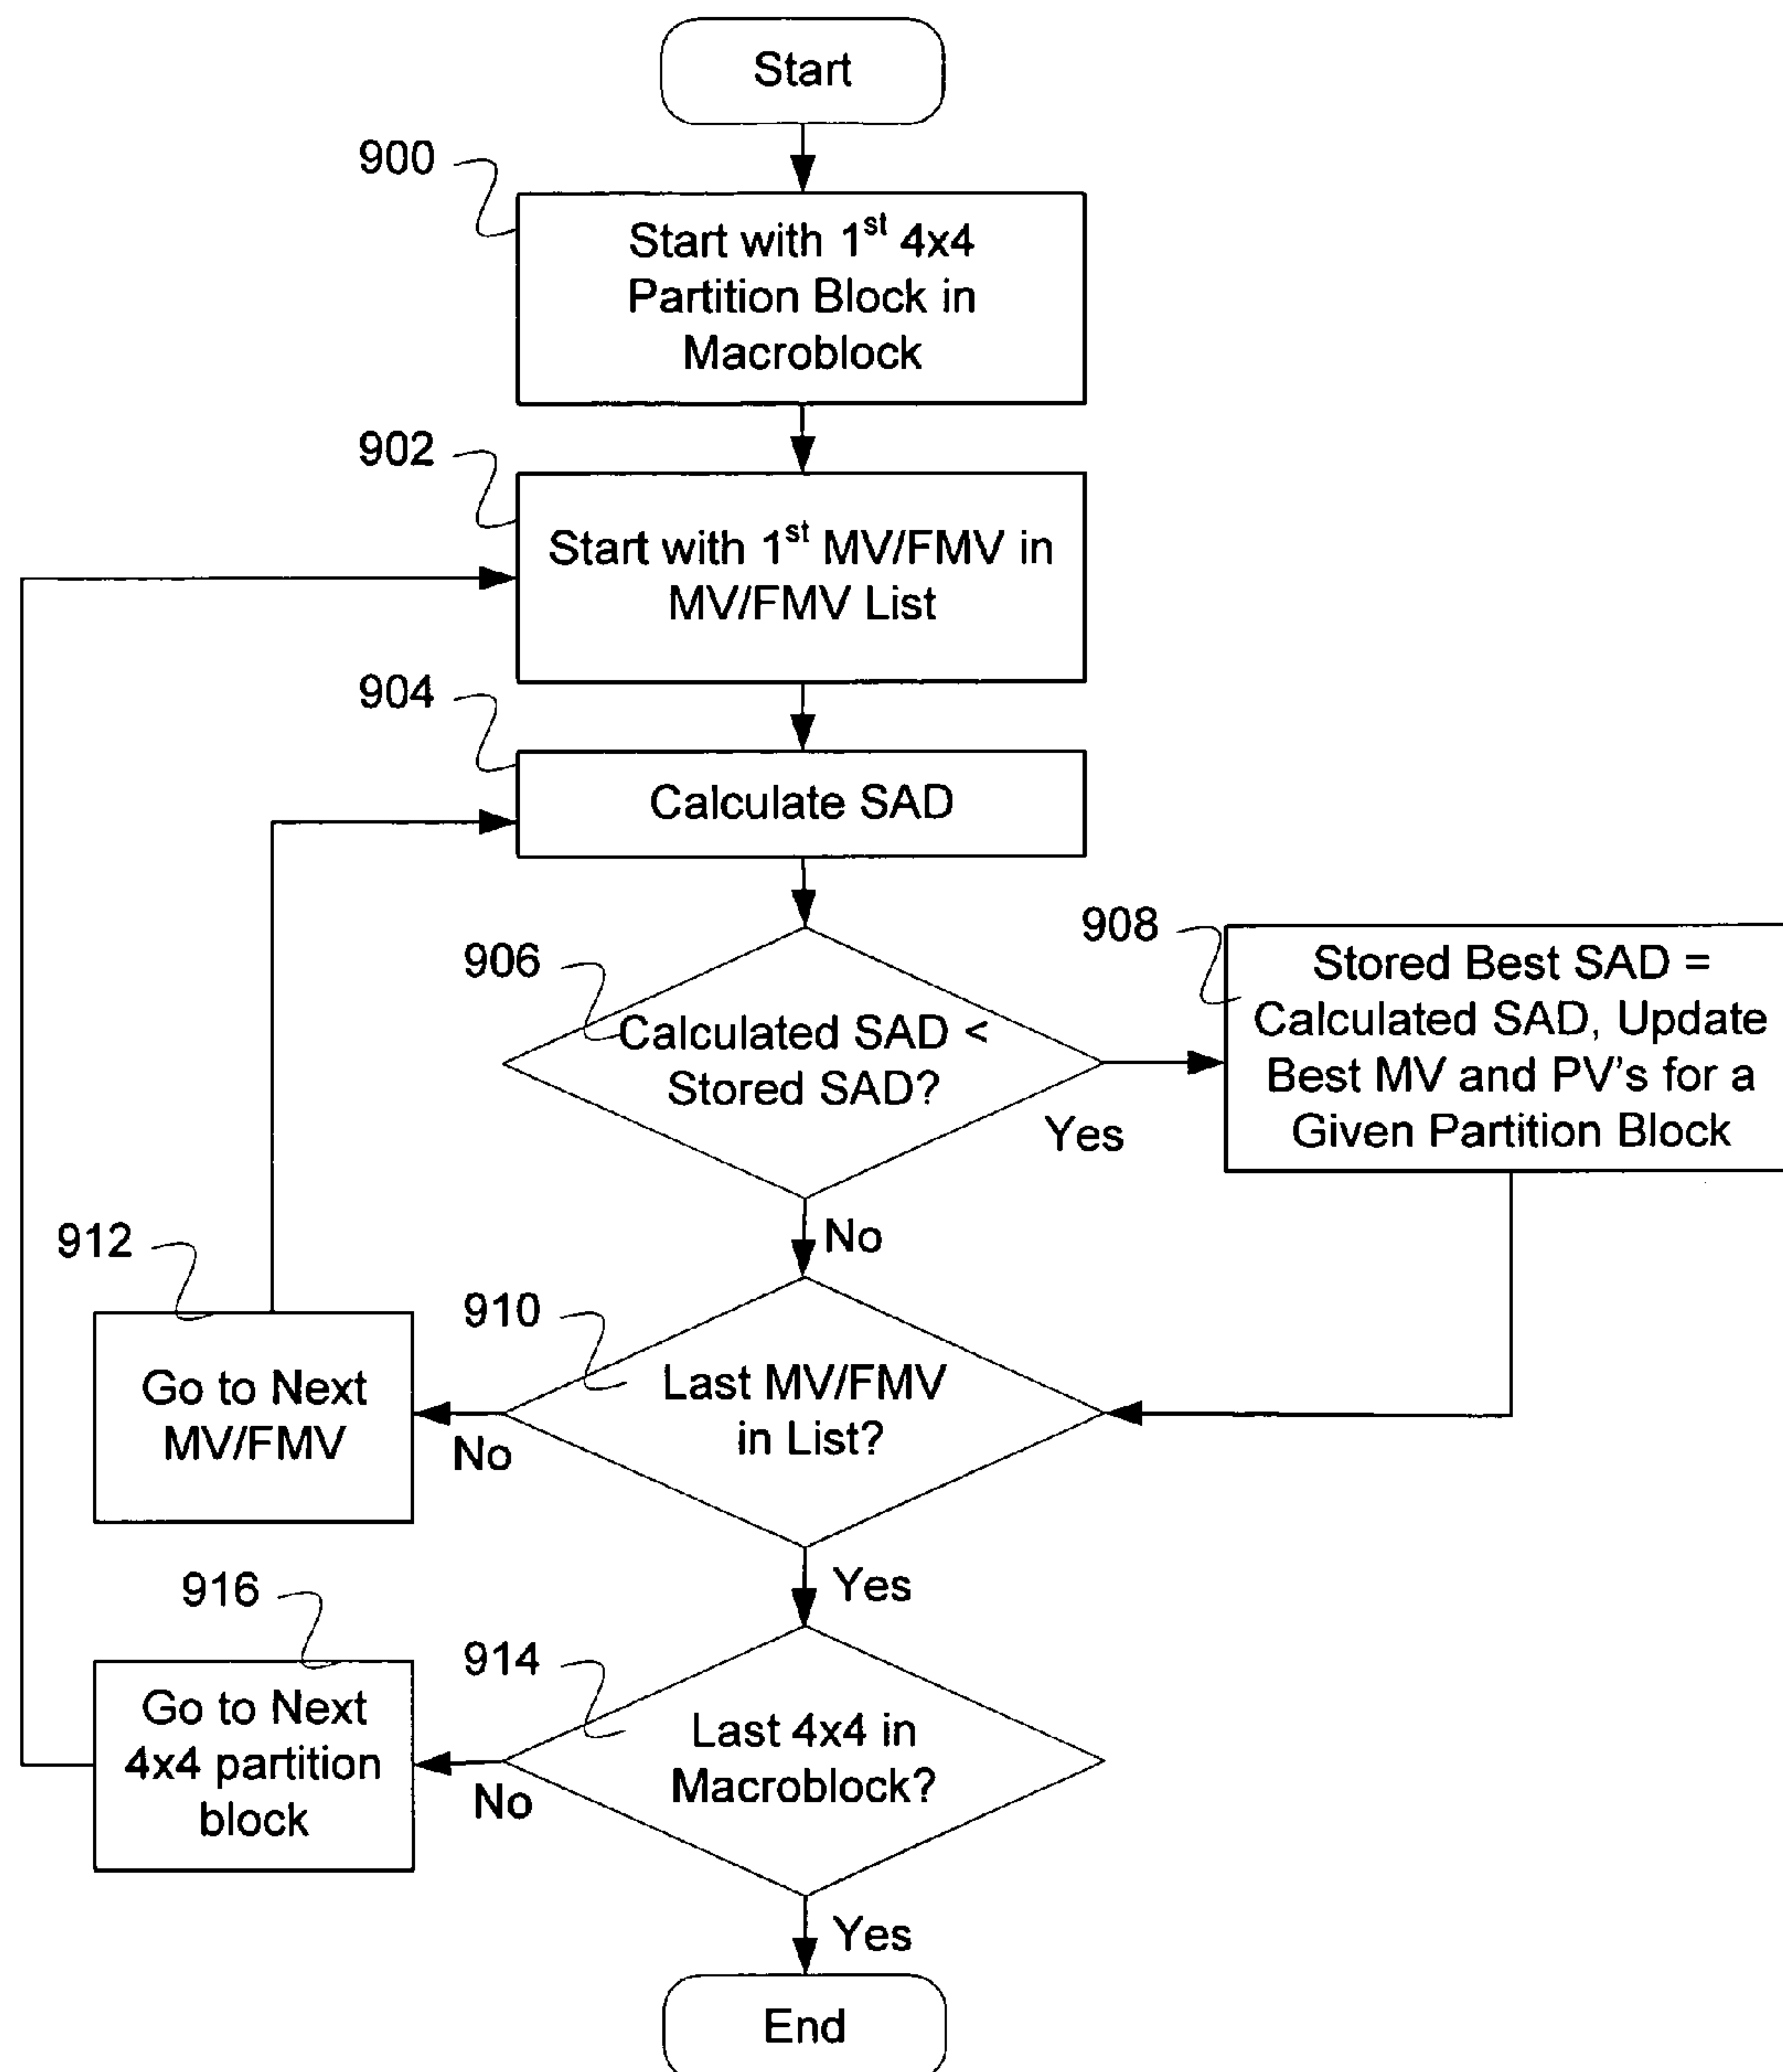 Start
900
Start with 1st 4x4
Partition Block in
Macroblock
902
Start with 1st MV/FMV in
MV/FMV List
904
Calculate SAD
906
Calculated SAD <
Stored SAD?
Yes
No
908
Stored Best SAD =
Calculated SAD, Update
Best MV and PV's for a
Given Partition Block
910
Last MV/FMV
in List?
No
Yes
912
Go to Next
MV/FMV
914
Last 4x4 in
Macroblock?
No
Yes
916
Go to Next
4x4 partition
block
End